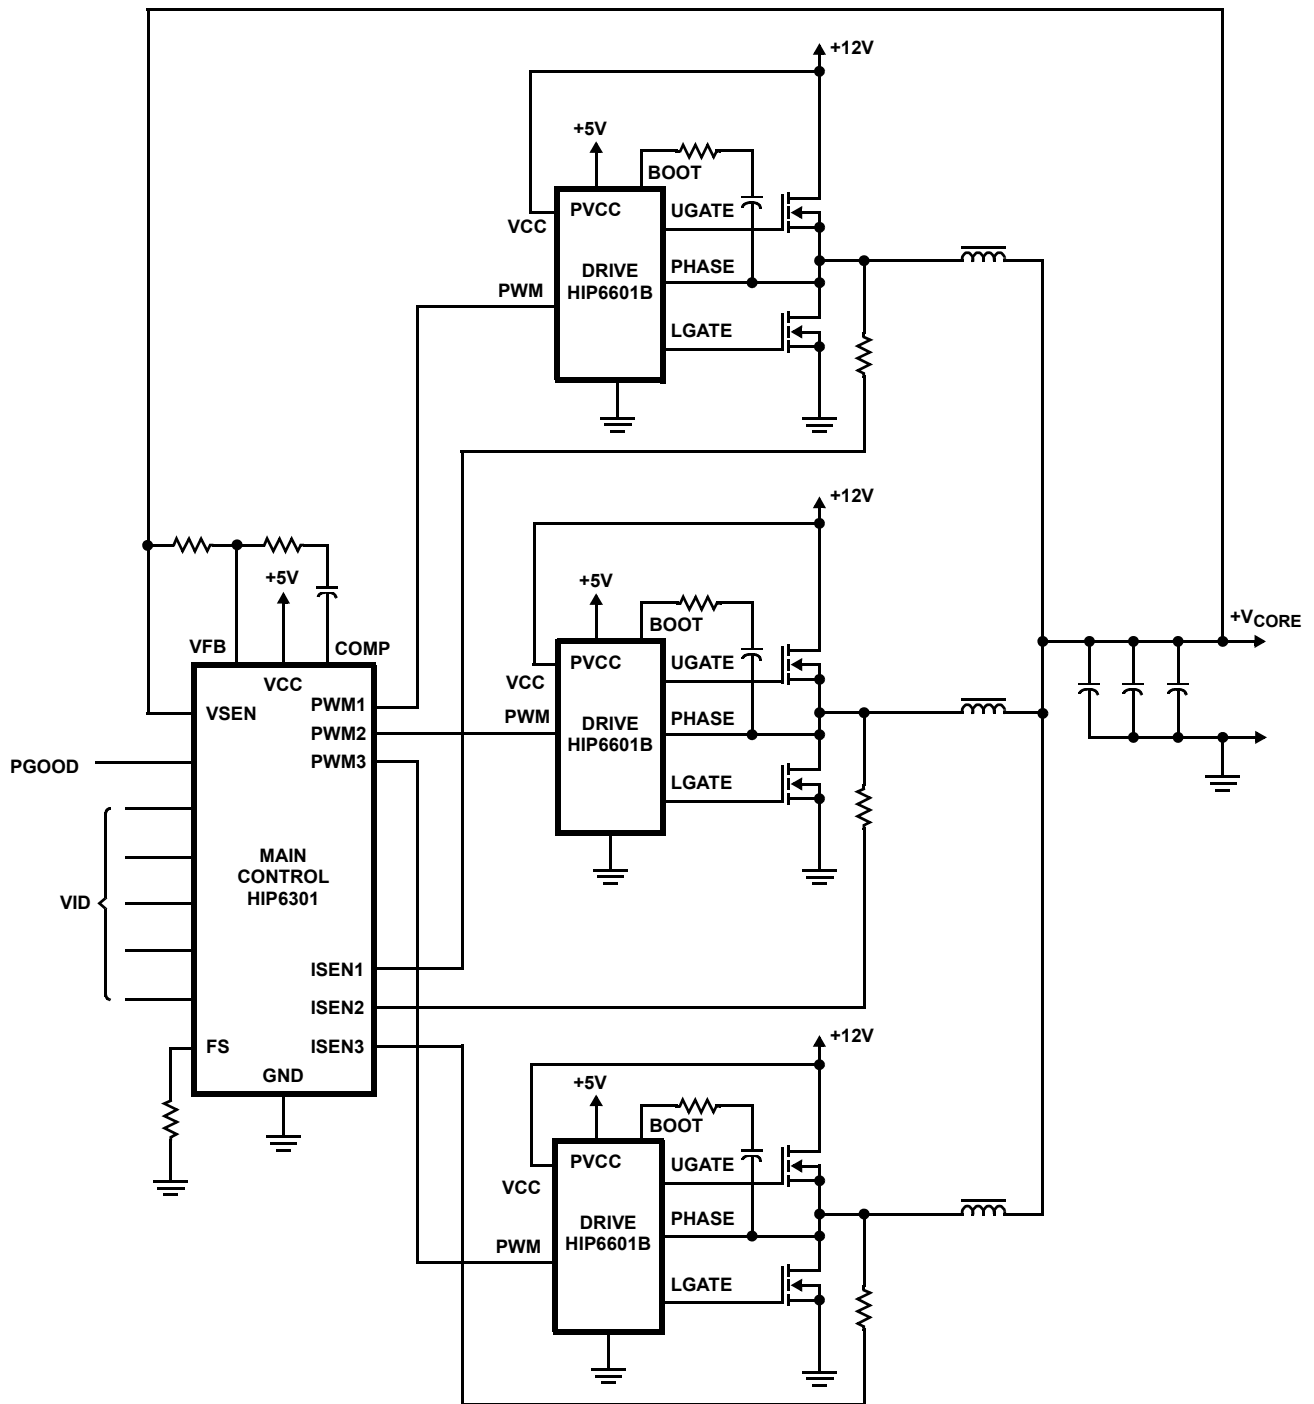 +12V
+5V
BOOT
PVCC
UGATE
VCC
DRIVE
HIP6601B
PHASE
PWM
LGATE
+12V
+5V
BOOT
PVCC
UGATE
VCC
DRIVE
HIP6601B
PHASE
PWM
LGATE
+VCORE
+5V
VFB
COMP
VCC
VSEN
PWM1
PWM2
PWM3
PGOOD
MAIN
CONTROL
HIP6301
VID
ISEN1
ISEN2
ISEN3
FS
GND
+12V
+5V
BOOT
PVCC
UGATE
VCC
DRIVE
HIP6601B
PHASE
PWM
LGATE